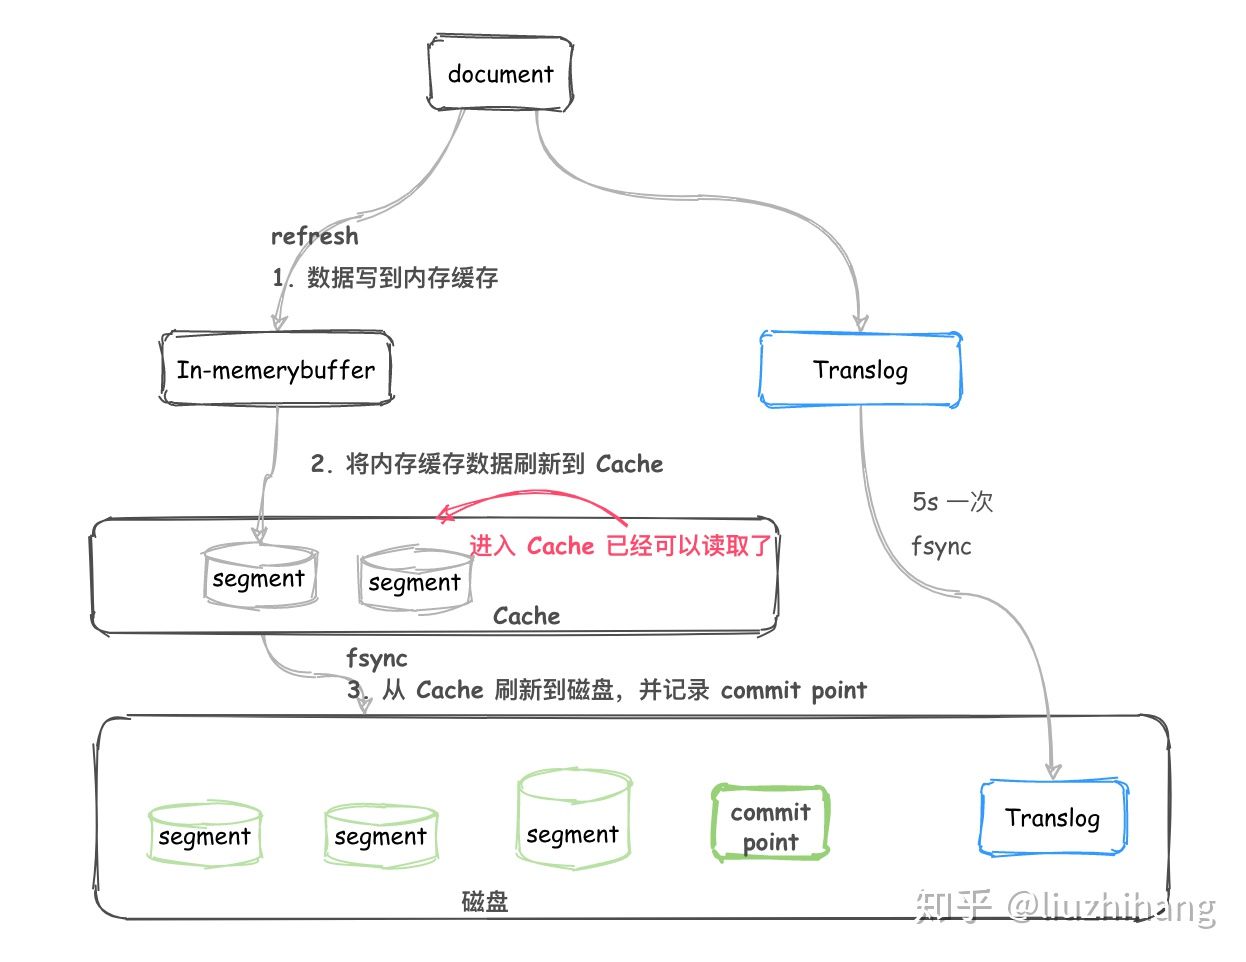 document
refresh
1. 数据写到内存缓存
In-memerybuffer
Translog
2. 将内存缓存数据刷新到 Cache
5s 一次
fsync
进入 Cache 已经可以读取了
segment
segment
Cache
fsync
3. 从 Cache 刷新到磁盘，并记录 commit point
segment
segment
segment
commit
point
Translog
磁盘
知乎 @liuzhihang